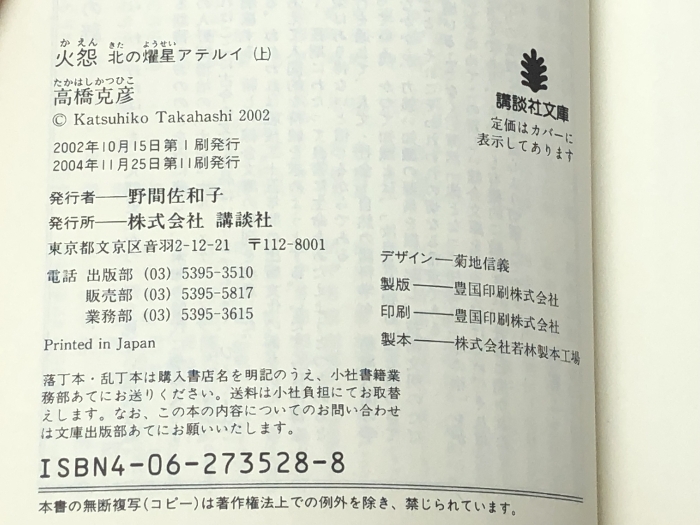 かえん きた ようせい
火怨 北の燿星アテルイ(上)
たかはしかつひこ
高橋克彦
© Katsuhiko Takahashi 2002
2002年10月15日第1刷発行
2004年11月25日第11刷発行
発行者——野間佐和子
発行所——株式会社 講談社
東京都文京区音羽2-12-21 〒112-8001
電話 出版部 (03) 5395-3510
販売部 (03) 5395-5817
業務部 (03) 5395-3615
Printed in Japan
講談社文庫
定価はカバーに
表示してあります
デザイン—菊地信義
製版——豊国印刷株式会社
印刷——豊国印刷株式会社
製本——株式会社若林製本工場
落丁本・乱丁本は購入書店名を明記のうえ、小社書籍業
務部あてにお送りください。送料は小社負担にてお取替
えします。なお、この本の内容についてのお問い合わせ
は文庫出版部あてにお願いいたします。
ISBN4-06-273528-8
本書の無断複写(コピー)は著作権法上での例外を除き、禁じられています。